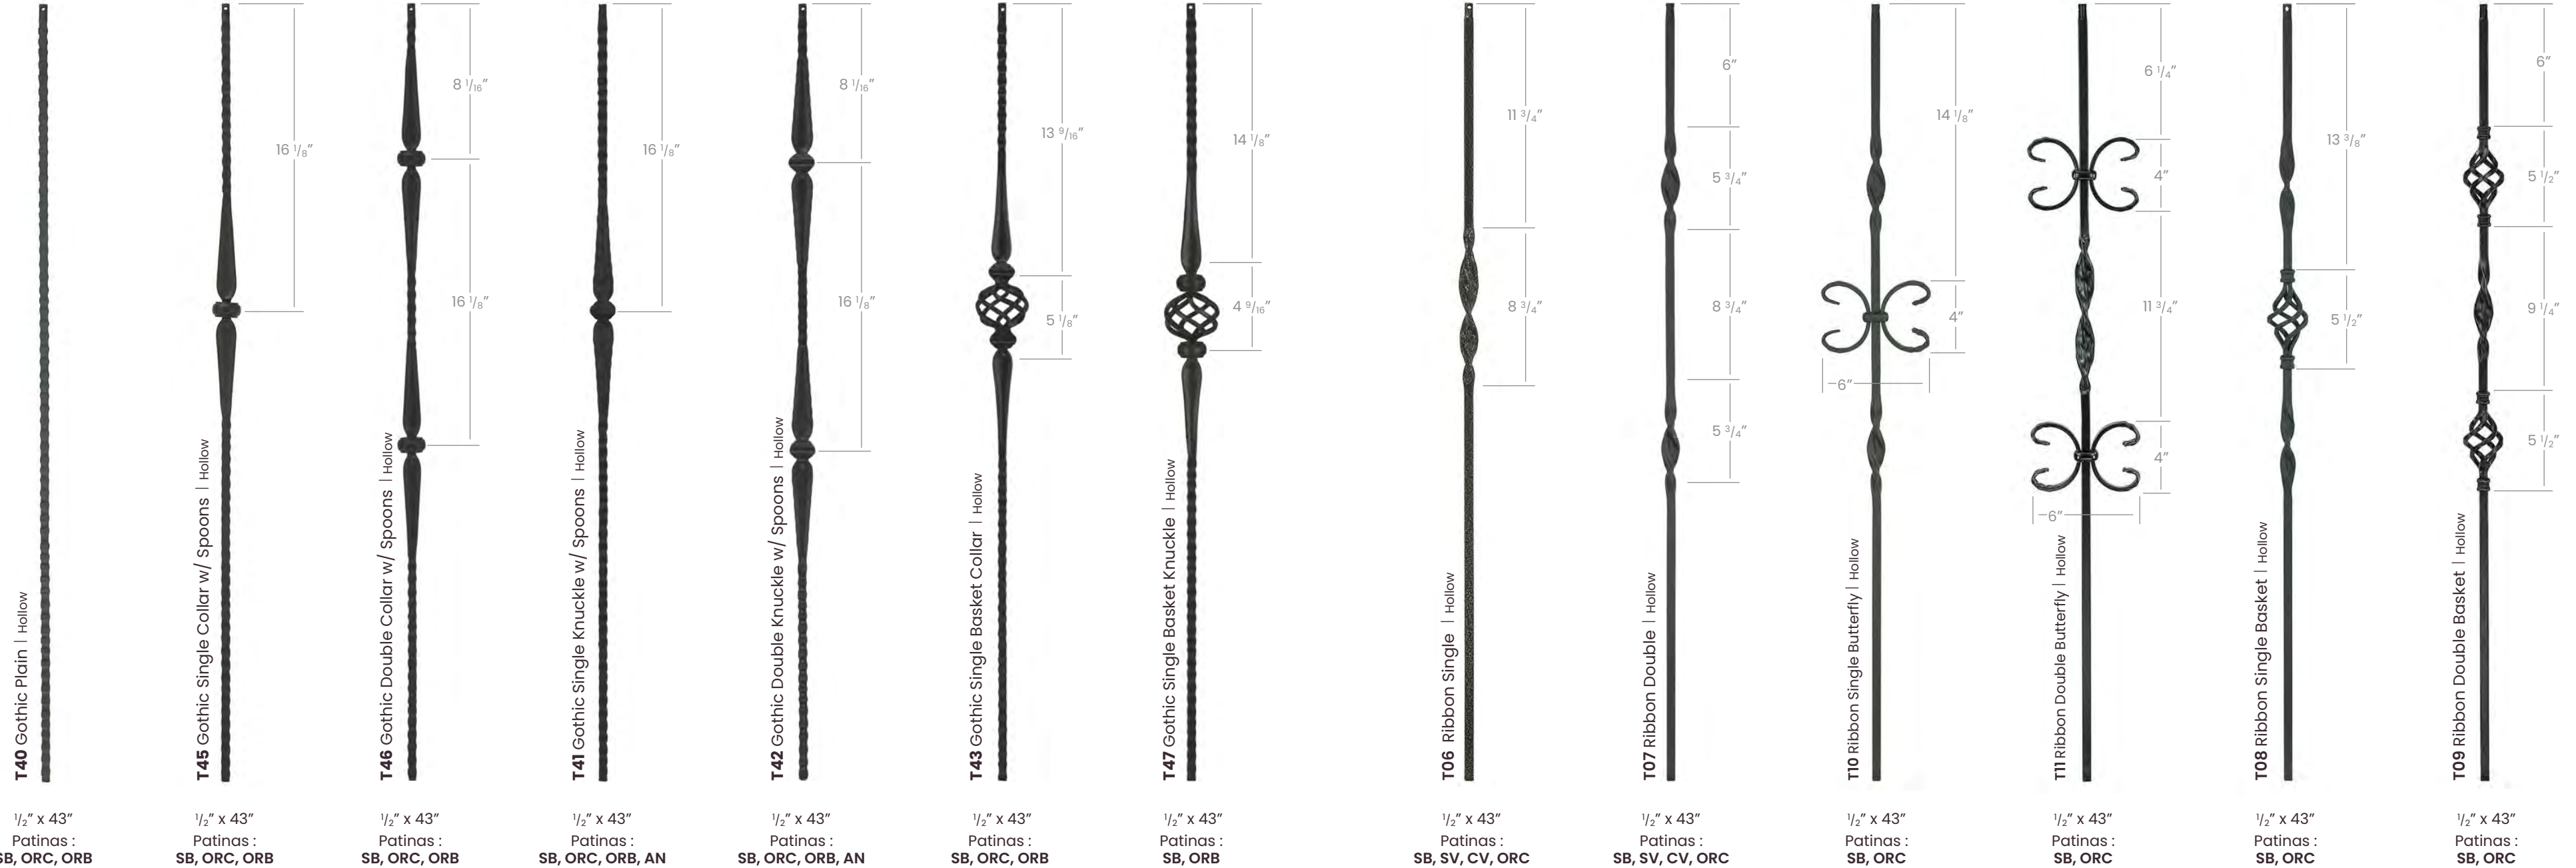 T40 Gothic Plain | Hollow
1/2” x 43”
Patinas :
SB, ORC, ORB
T45 Gothic Single Collar w/ Spoons | Hollow
16 1/8”
1/2” x 43”
Patinas :
SB, ORC, ORB
T46 Gothic Double Collar w/ Spoons | Hollow
8 1/16”
16 1/8”
1/2” x 43”
Patinas :
SB, ORC, ORB
T41 Gothic Single Knuckle w/ Spoons | Hollow
16 1/8”
1/2” x 43”
Patinas :
SB, ORC, ORB, AN
T42 Gothic Double Knuckle w/ Spoons | Hollow
8 1/16”
16 1/8”
1/2” x 43”
Patinas :
SB, ORC, ORB, AN
T43 Gothic Single Basket Collar | Hollow
13 9/16”
5 1/8”
1/2” x 43”
Patinas :
SB, ORC, ORB
T47 Gothic Single Basket Knuckle | Hollow
14 1/8”
4 9/16”
1/2” x 43”
Patinas :
SB, ORB
T06 Ribbon Single | Hollow
11 3/4”
8 3/4”
1/2” x 43”
Patinas :
SB, SV, CV, ORC
T07 Ribbon Double | Hollow
6”
5 3/4”
8 3/4”
5 3/4”
1/2” x 43”
Patinas :
SB, SV, CV, ORC
T10 Ribbon Single Butterfly | Hollow
14 1/8”
4”
6”
1/2” x 43”
Patinas :
SB, ORC
T11 Ribbon Double Butterfly | Hollow
6 1/4”
4”
11 3/4”
4”
6”
1/2” x 43”
Patinas :
SB, ORC
T08 Ribbon Single Basket | Hollow
13 3/8”
5 1/2”
1/2” x 43”
Patinas :
SB, ORC
T09 Ribbon Double Basket | Hollow
6”
5 1/2”
9 1/4”
5 1/2”
1/2” x 43”
Patinas :
SB, ORC